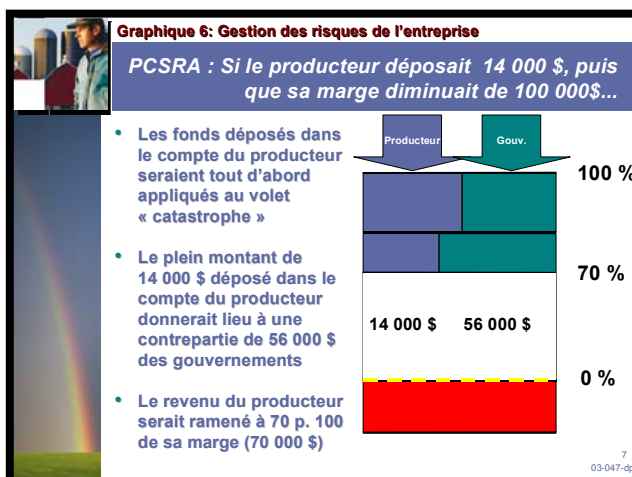 Graphique 6: Gestion des risques de l'entreprise
PCSRA : Si le producteur déposait 14 000 $, puis
que sa marge diminuait de 100 000$...
• Les fonds déposés dans
le compte du producteur
seraient tout d'abord
appliqués au volet
« catastrophe »
• Le plein montant de
14 000 $ déposé dans le
compte du producteur
donnerait lieu à une
contrepartie de 56 000 $
des gouvernements
• Le revenu du producteur
serait ramené à 70 p. 100
de sa marge (70 000 $)
Producteur Gouv.
100 %
70 %
14 000 $ 56 000 $
0 %
7
03-047-dp